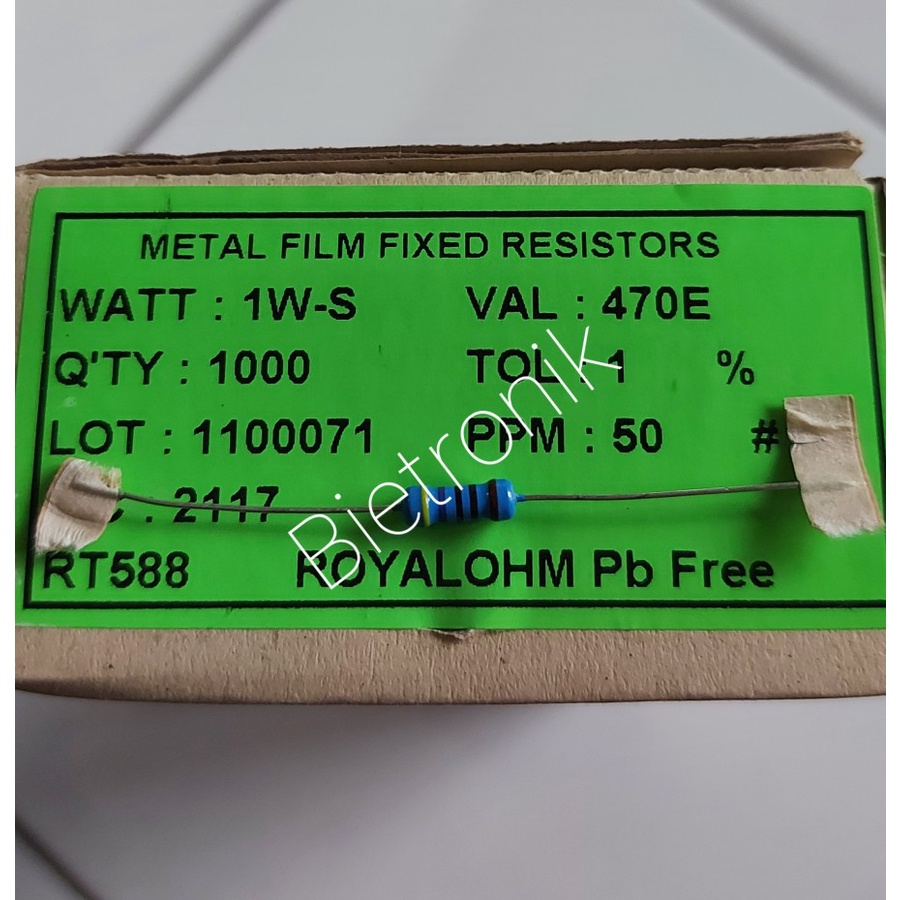 METAL FILM FIXED RESISTORS
WATT : 1W-S VAL : 470E
Q'TY : 1000 TOL : 1 %
LOT : 1100071 PPM : 50 #
: 2117
RT588 ROYALOHM Pb Free
Bietronik